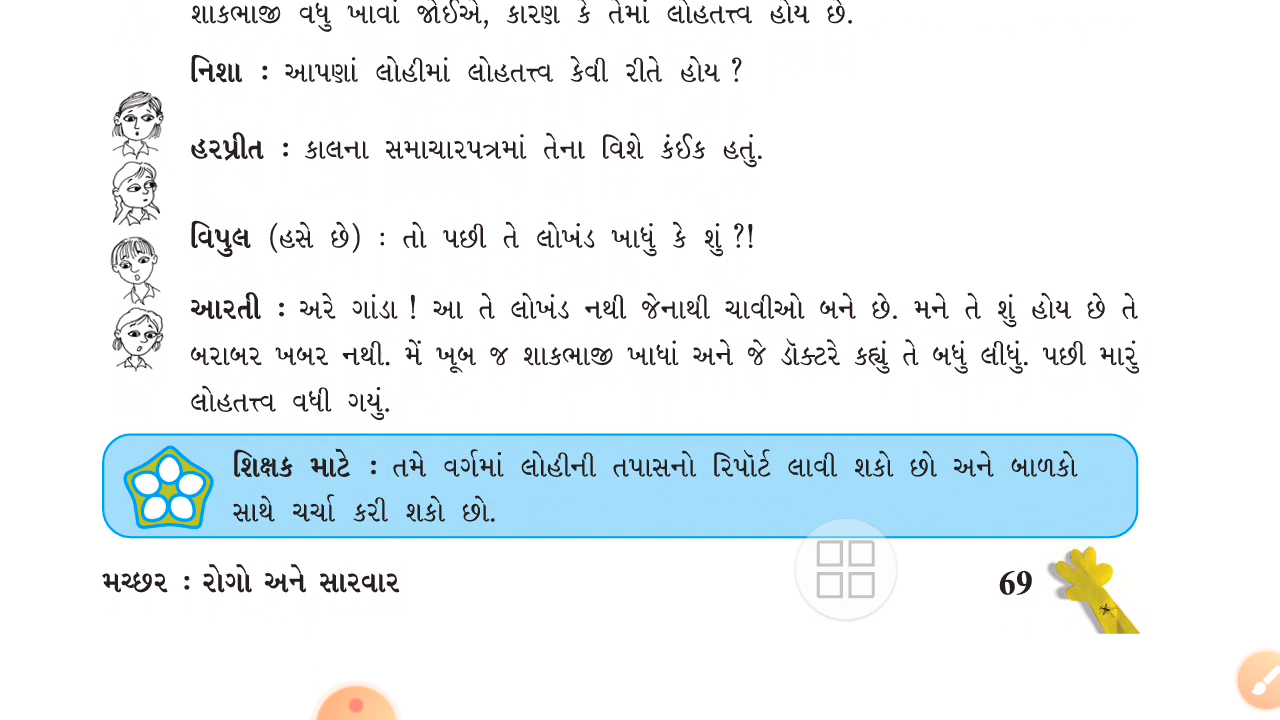 શાકભાજી વધુ ખાવાં જોઈએ, કારણ કે તેમાં લોહતત્ત્વ હોય છે.
નિશા : આપણાં લોહીમાં લોહતત્ત્વ કેવી રીતે હોય ?
હરપ્રીત : કાલના સમાચારપત્રમાં તેના વિશે કંઈક હતું.
વિપુલ (હસે છે) : તો પછી તે લોખંડ ખાધું કે શું ?!
આરતી : અરે ગાંડા ! આ તે લોખંડ નથી જેનાથી ચાવીઓ બને છે. મને તે શું હોય છે તે
બરાબર ખબર નથી. મેં ખૂબ જ શાકભાજી ખાધાં અને જે ડૉક્ટરે કહ્યું તે બધું લીધું. પછી મારું
લોહતત્ત્વ વધી ગયું.
શિક્ષક માટે : તમે વર્ગમાં લોહીની તપાસનો રિપૉર્ટ લાવી શકો છો અને બાળકો
સાથે ચર્ચા કરી શકો છો.
મચ્છર : રોગો અને સારવાર
69